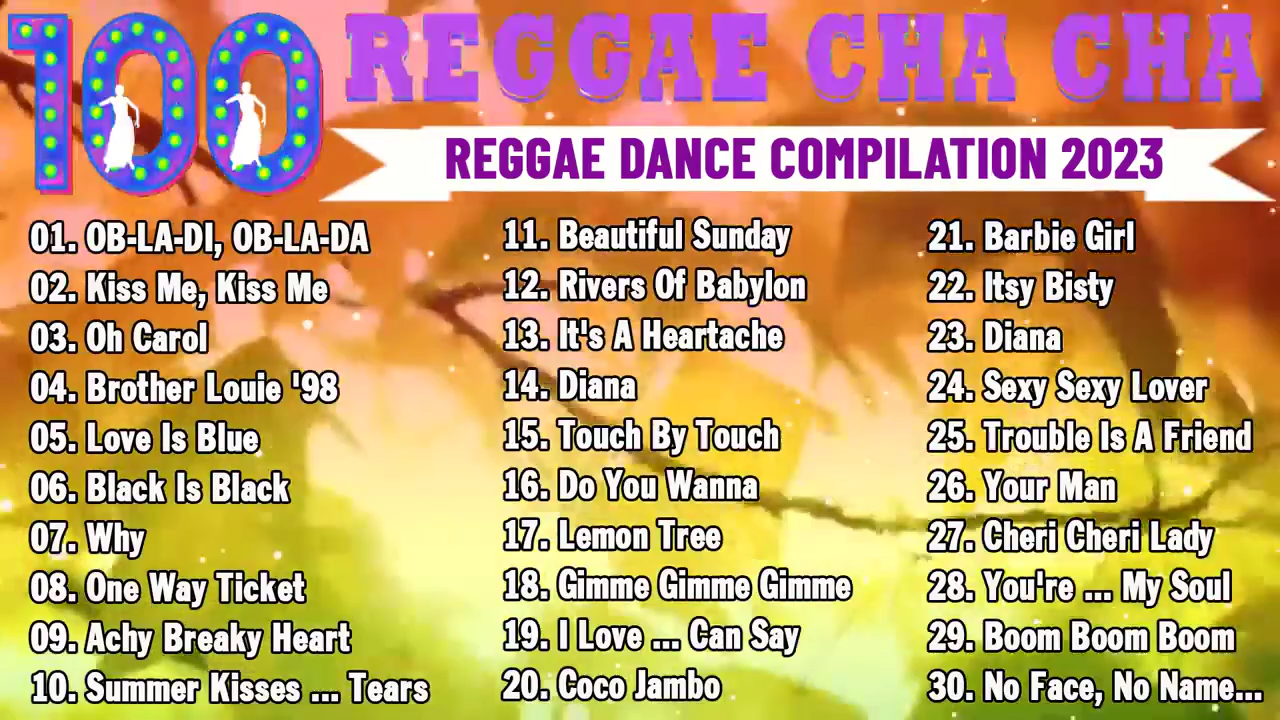 100 REGGAE CHA CHA
REGGAE DANCE COMPILATION 2023
01. OB-LA-DI, OB-LA-DA
02. Kiss Me, Kiss Me
03. Oh Carol
04. Brother Louie '98
05. Love Is Blue
06. Black Is Black
07. Why
08. One Way Ticket
09. Achy Breaky Heart
10. Summer Kisses ... Tears
11. Beautiful Sunday
12. Rivers Of Babylon
13. It's A Heartache
14. Diana
15. Touch By Touch
16. Do You Wanna
17. Lemon Tree
18. Gimme Gimme Gimme
19. I Love ... Can Say
20. Coco Jambo
21. Barbie Girl
22. Itsy Bisty
23. Diana
24. Sexy Sexy Lover
25. Trouble Is A Friend
26. Your Man
27. Cheri Cheri Lady
28. You're ... My Soul
29. Boom Boom Boom
30. No Face, No Name...